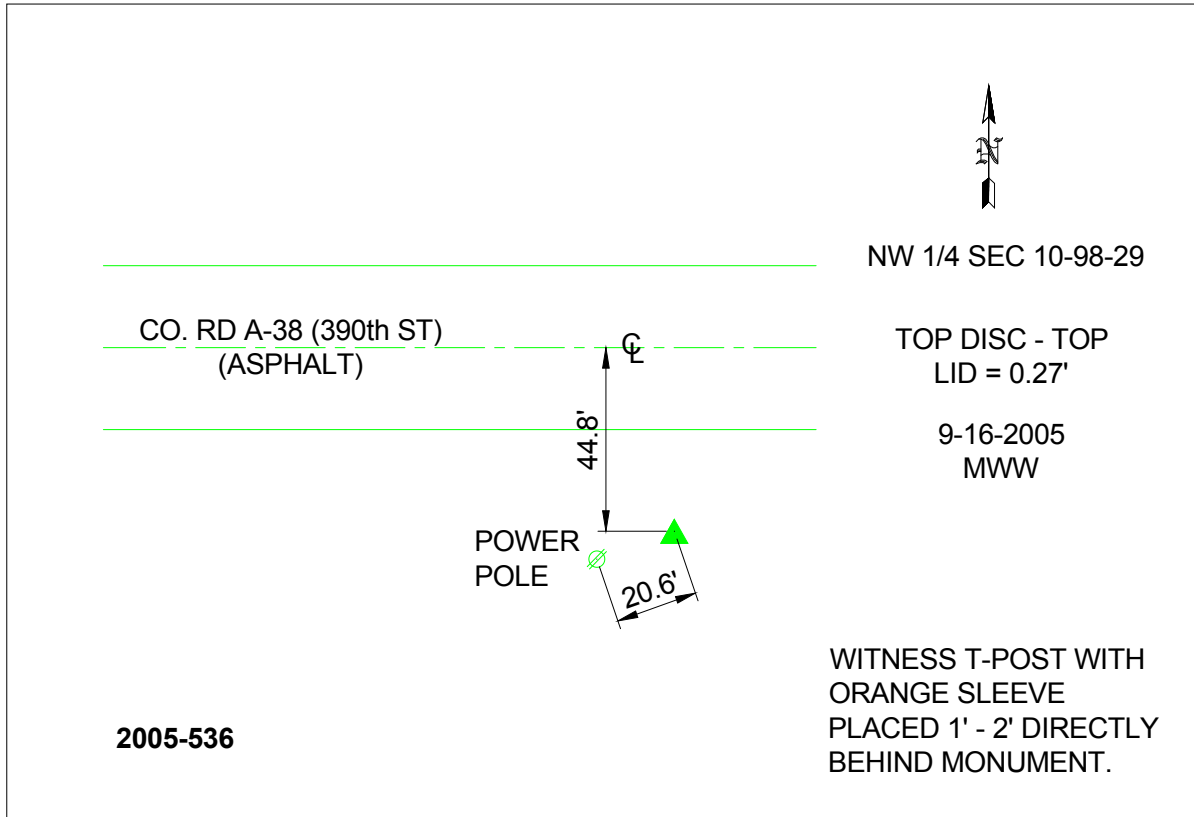 N
NW 1/4 SEC 10-98-29
CO. RD A-38 (390th ST)
(ASPHALT)
CL
TOP DISC - TOP
LID = 0.27'
9-16-2005
MWW
44.8'
POWER
POLE
20.6'
WITNESS T-POST WITH
ORANGE SLEEVE
PLACED 1' - 2' DIRECTLY
BEHIND MONUMENT.
2005-536